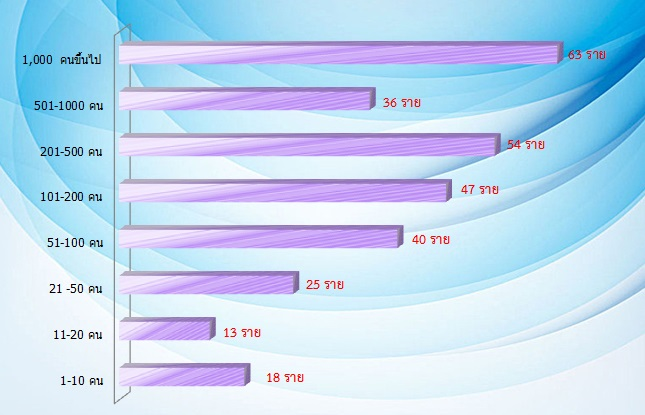 1,000 คนขึ้นไป 63 ราย
501-1000 คน 36 ราย
201-500 คน 54 ราย
101-200 คน 47 ราย
51-100 คน 40 ราย
21 -50 คน 25 ราย
11-20 คน 13 ราย
1-10 คน 18 ราย